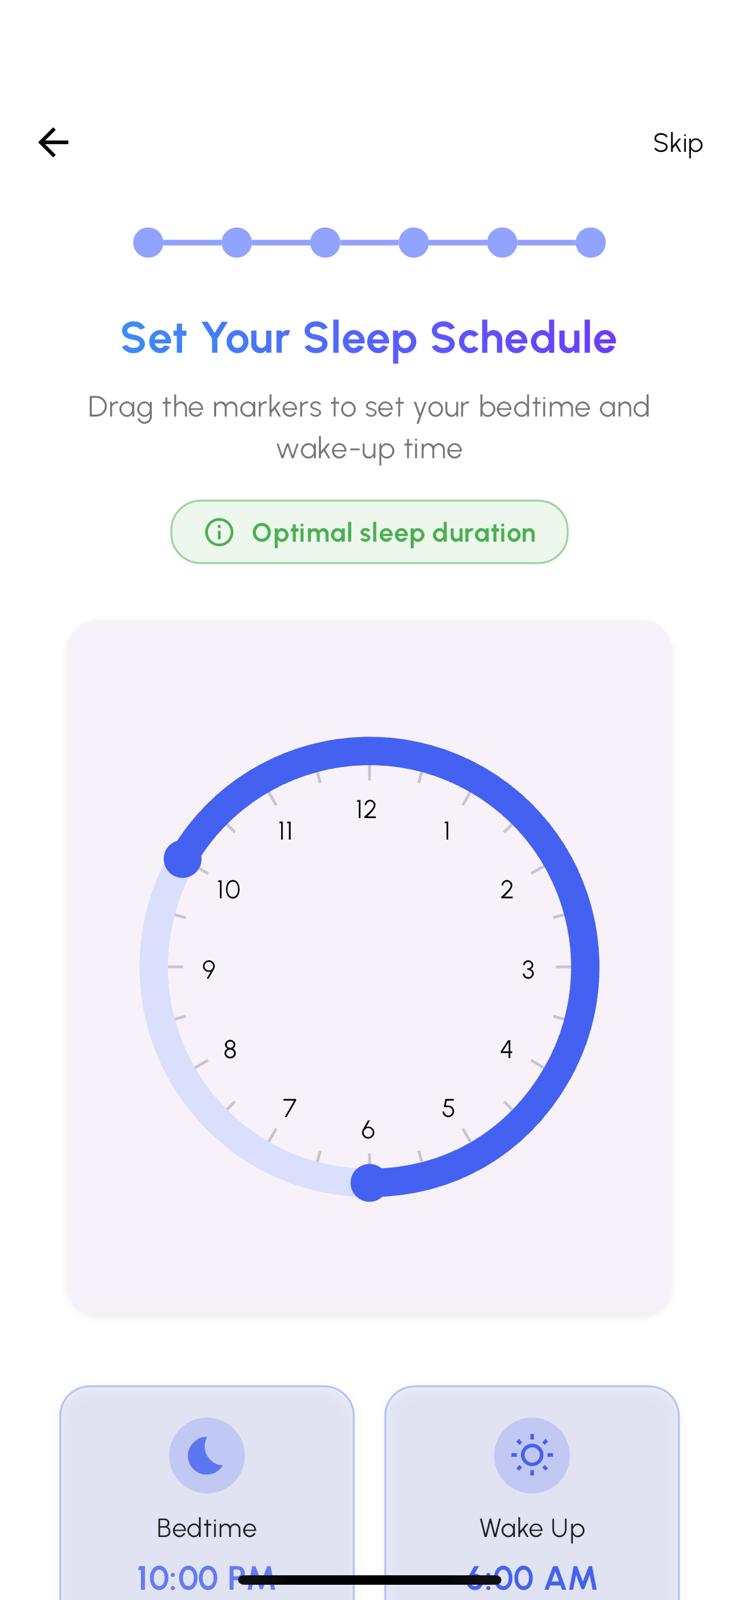 Skip
Set Your Sleep Schedule
Drag the markers to set your bedtime and
wake-up time
Optimal sleep duration
12
11
1
10
2
9
3
8
4
7
5
6
Bedtime
Wake Up
10:00 PM
6:00 AM